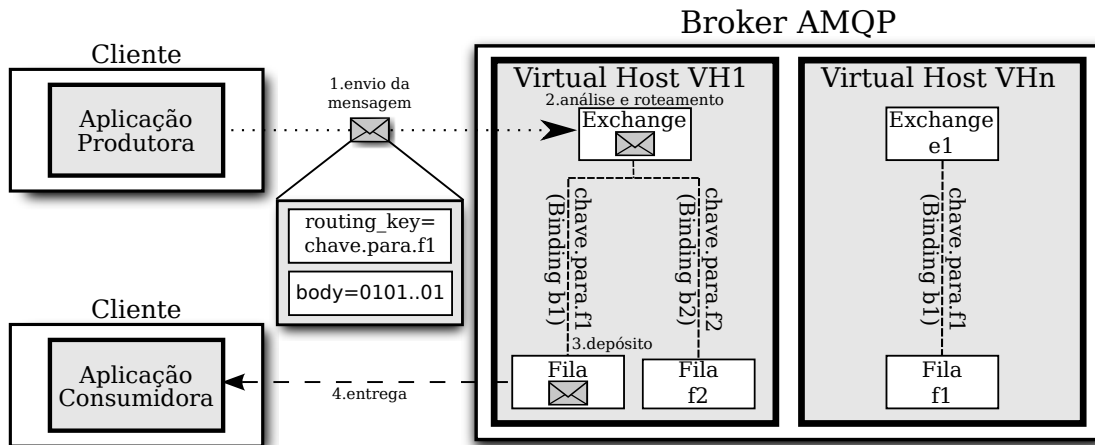 Broker AMQP
Cliente
Aplicação
Produtora
1.envio da
mensagem
routing_key=
chave.para.f1
body=0101..01
Virtual Host VH1
2.análise e roteamento
Exchange
chave.para.f1
(Binding b1)
chave.para.f2
(Binding b2)
3.depósito
Fila
Fila
f2
Virtual Host VHn
Exchange
e1
chave.para.f1
(Binding b1)
Fila
f1
4.entrega
Cliente
Aplicação
Consumidora